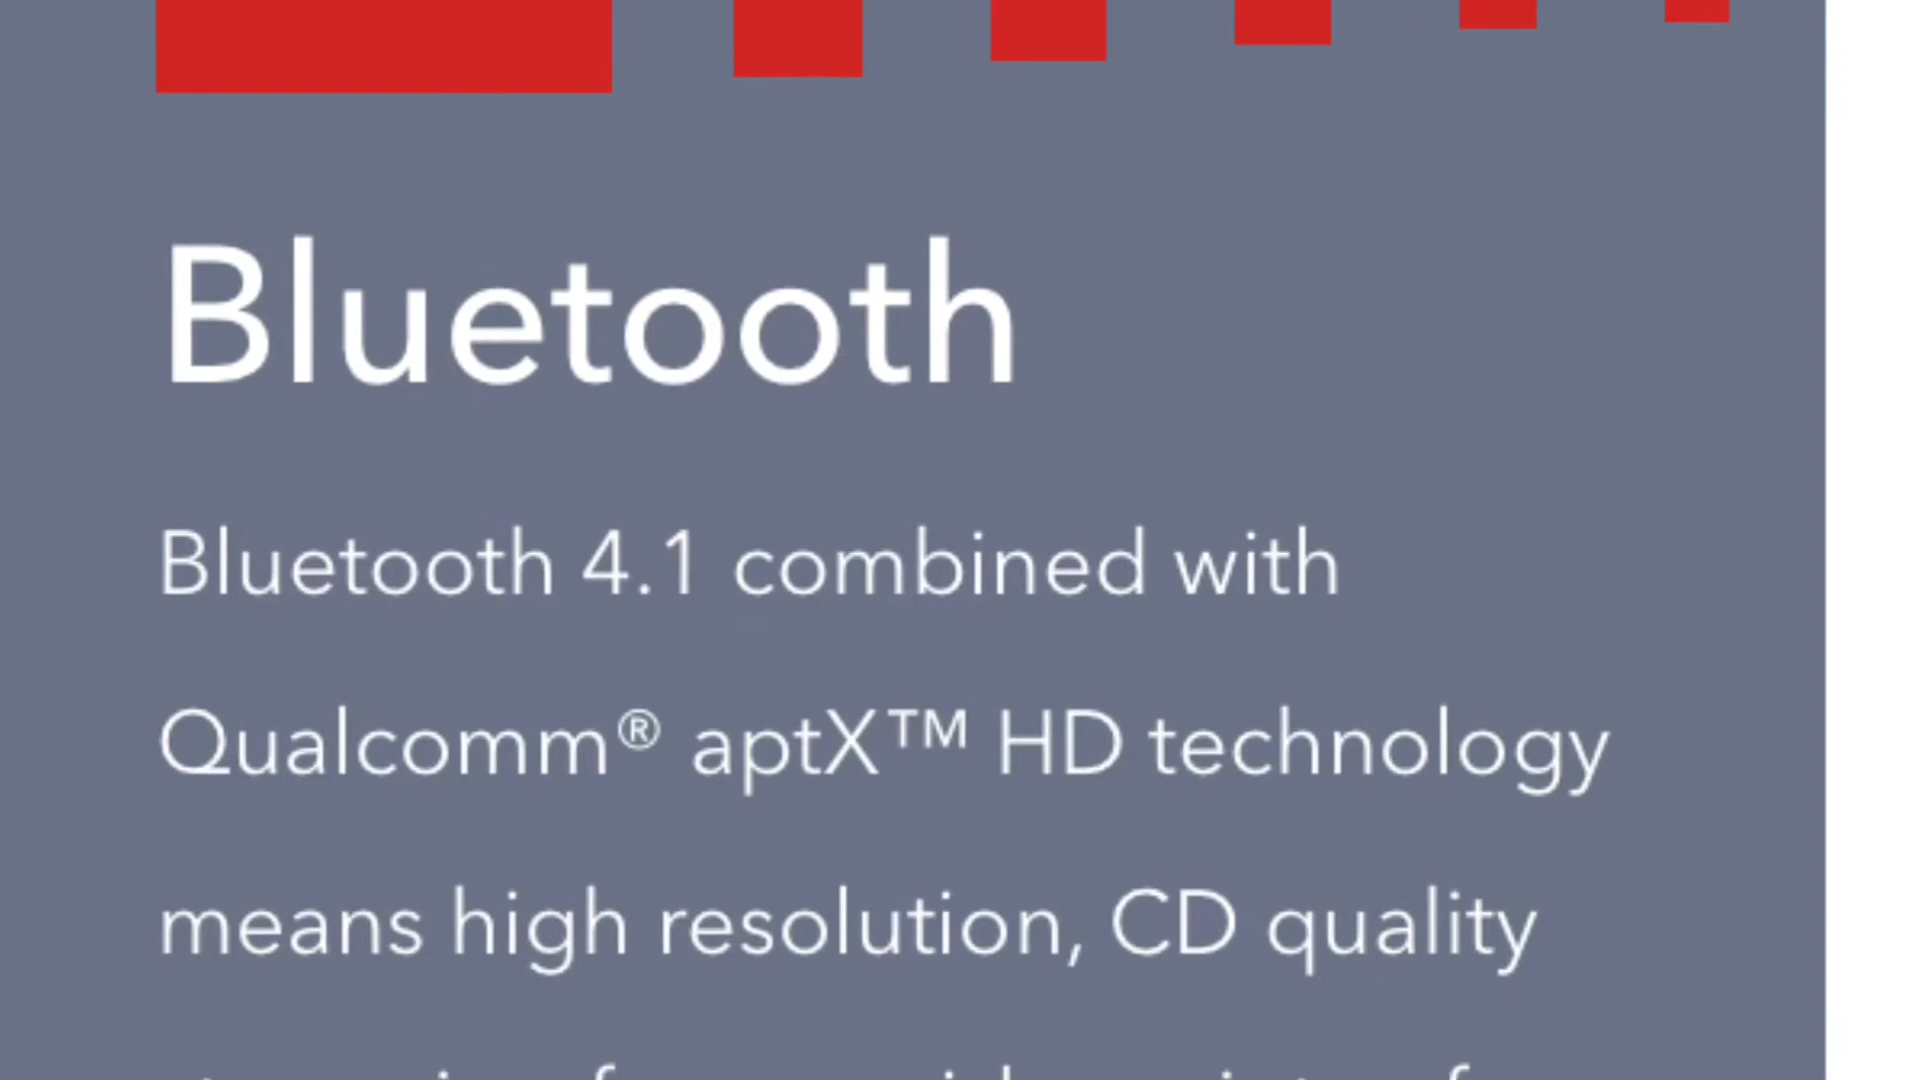 Bluetooth
Bluetooth 4.1 combined with
Qualcomm® aptX™ HD technology
means high resolution, CD quality